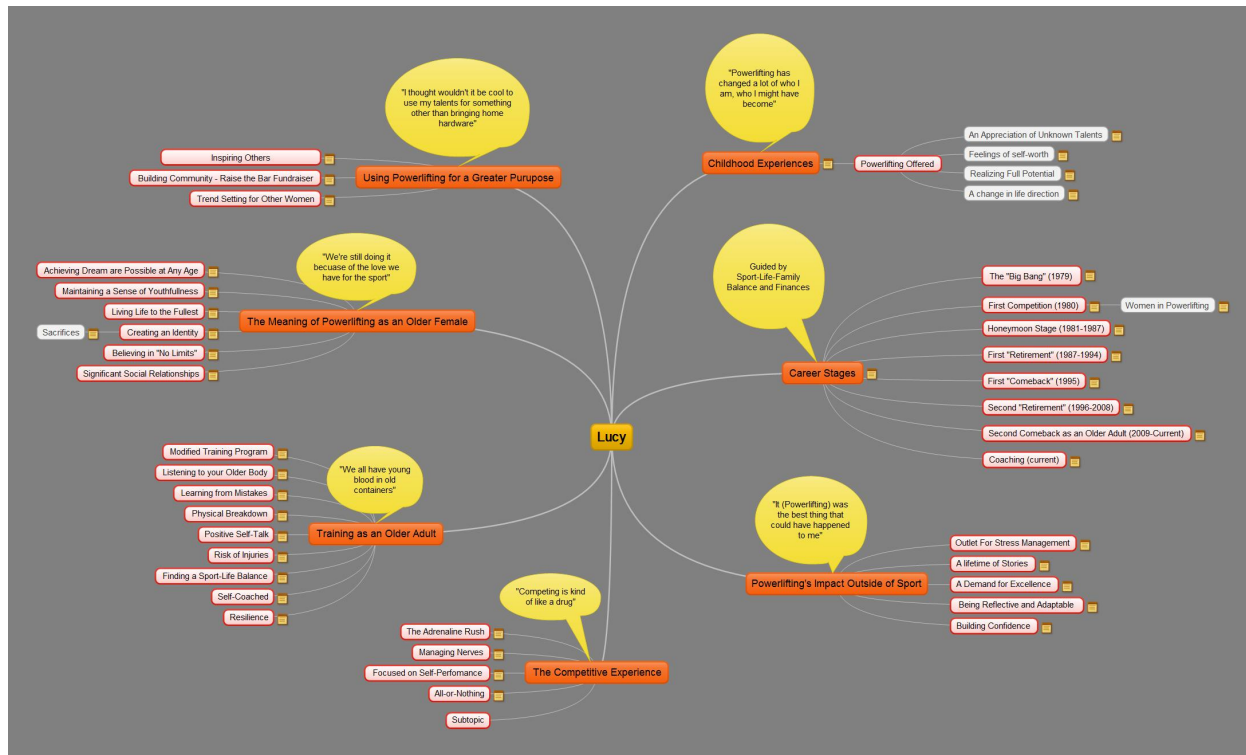 "I thought wouldn't it be cool to
use my talents for something
other than bringing home
hardware"
Inspiring Others
Building Community - Raise the Bar Fundraiser
Trend Setting for Other Women
Using Powerlifting for a Greater Purupose
"Powerlifting has
changed a lot of who I
am, who I might have
become"
Childhood Experiences
Powerlifting Offered
An Appreciation of Unknown Talents
Feelings of self-worth
Realizing Full Potential
A change in life direction
"We're still doing it
becuase of the love we
have for the sport"
Achieving Dream are Possible at Any Age
Maintaining a Sense of Youthfullness
Living Life to the Fullest
Sacrifices
Creating an Identity
Believing in "No Limits"
Significant Social Relationships
The Meaning of Powerlifting as an Older Female
Guided by
Sport-Life-Family
Balance and Finances
Career Stages
The "Big Bang" (1979)
First Competition (1980)
Women in Powerlifting
Honeymoon Stage (1981-1987)
First "Retirement" (1987-1994)
First "Comeback" (1995)
Second "Retirement" (1996-2008)
Second Comeback as an Older Adult (2009-Current)
Coaching (current)
Lucy
"We all have young
blood in old
containers"
Modified Training Program
Listening to your Older Body
Learning from Mistakes
Physical Breakdown
Positive Self-Talk
Risk of Injuries
Finding a Sport-Life Balance
Self-Coached
Resilience
Training as an Older Adult
"It (Powerlifting) was
the best thing that
could have happened
to me"
Powerlifting's Impact Outside of Sport
Outlet For Stress Management
A lifetime of Stories
A Demand for Excellence
Being Reflective and Adaptable
Building Confidence
"Competing is kind
of like a drug"
The Adrenaline Rush
Managing Nerves
Focused on Self-Perfomance
All-or-Nothing
Subtopic
The Competitive Experience